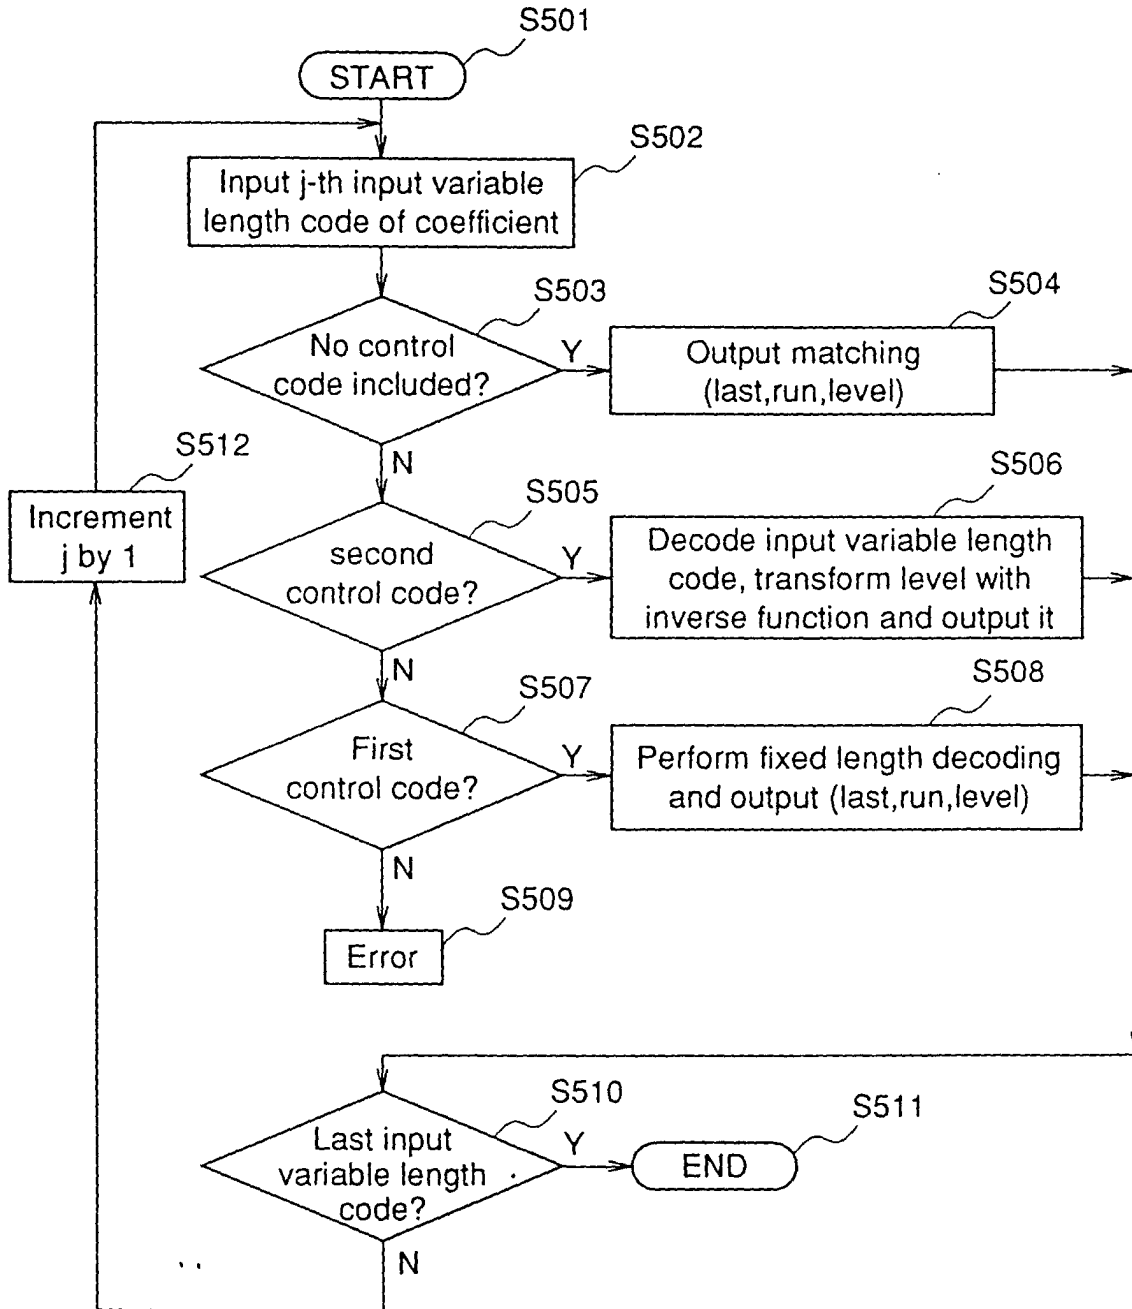 S501
START
S502
Input j-th input variable
length code of coefficient
S503
No control
code included?
Y
N
S504
Output matching
(last,run,level)
S512
Increment
j by 1
S505
second
control code?
Y
N
S506
Decode input variable length
code, transform level with
inverse function and output it
S507
First
control code?
Y
N
S508
Perform fixed length decoding
and output (last,run,level)
S509
Error
S510
Last input
variable length
code?
Y
N
S511
END